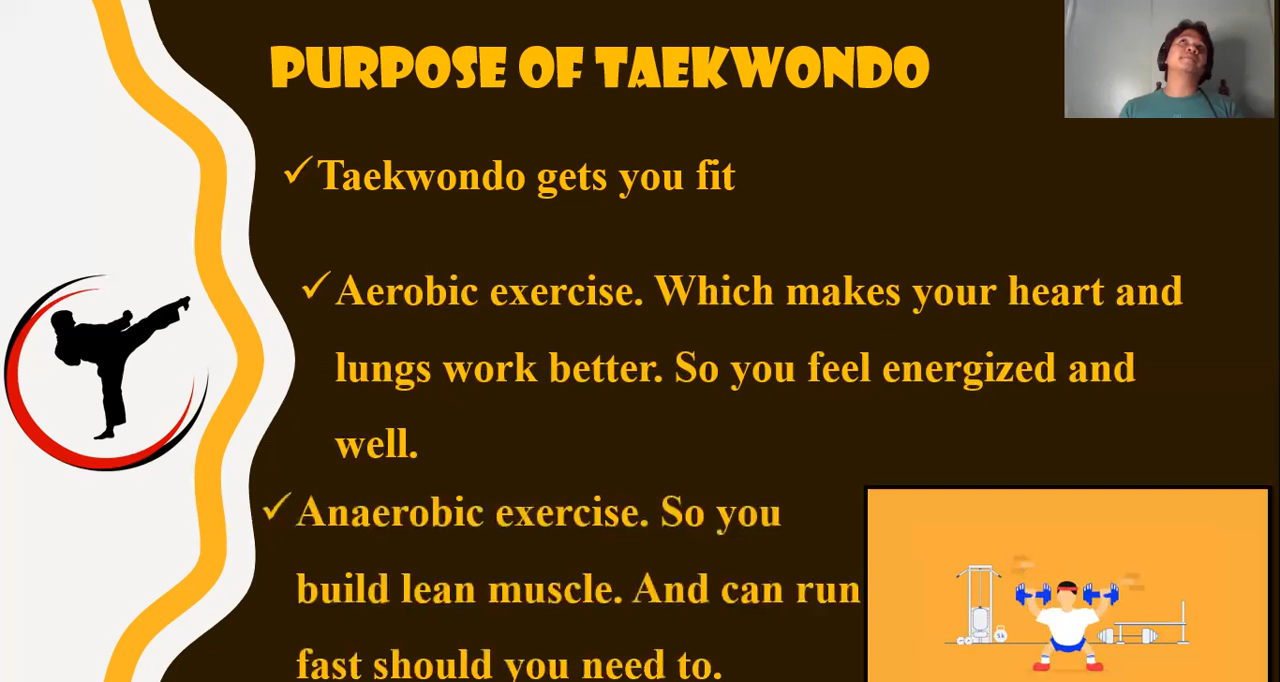 PURPOSE OF TAEKWONDO
Taekwondo gets you fit
Aerobic exercise. Which makes your heart and
lungs work better. So you feel energized and
well.
Anaerobic exercise. So you
build lean muscle. And can run
fast should you need to.